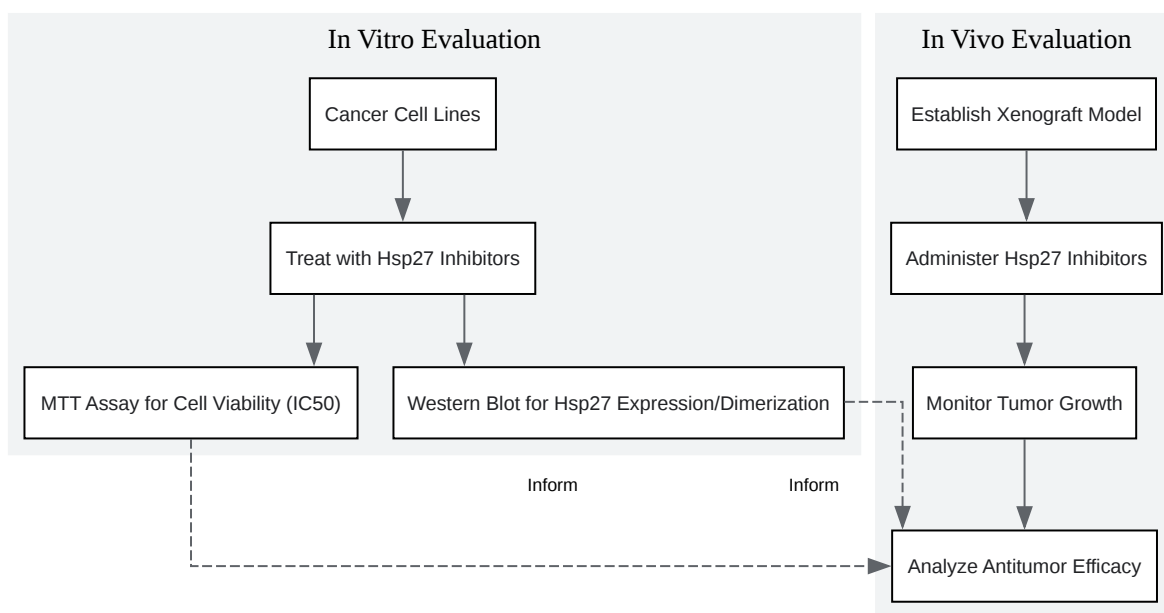 In Vitro Evaluation
Cancer Cell Lines
Treat with Hsp27 Inhibitors
MTT Assay for Cell Viability (IC50)
Western Blot for Hsp27 Expression/Dimerization
Inform
Inform
In Vivo Evaluation
Establish Xenograft Model
Administer Hsp27 Inhibitors
Monitor Tumor Growth
Analyze Antitumor Efficacy